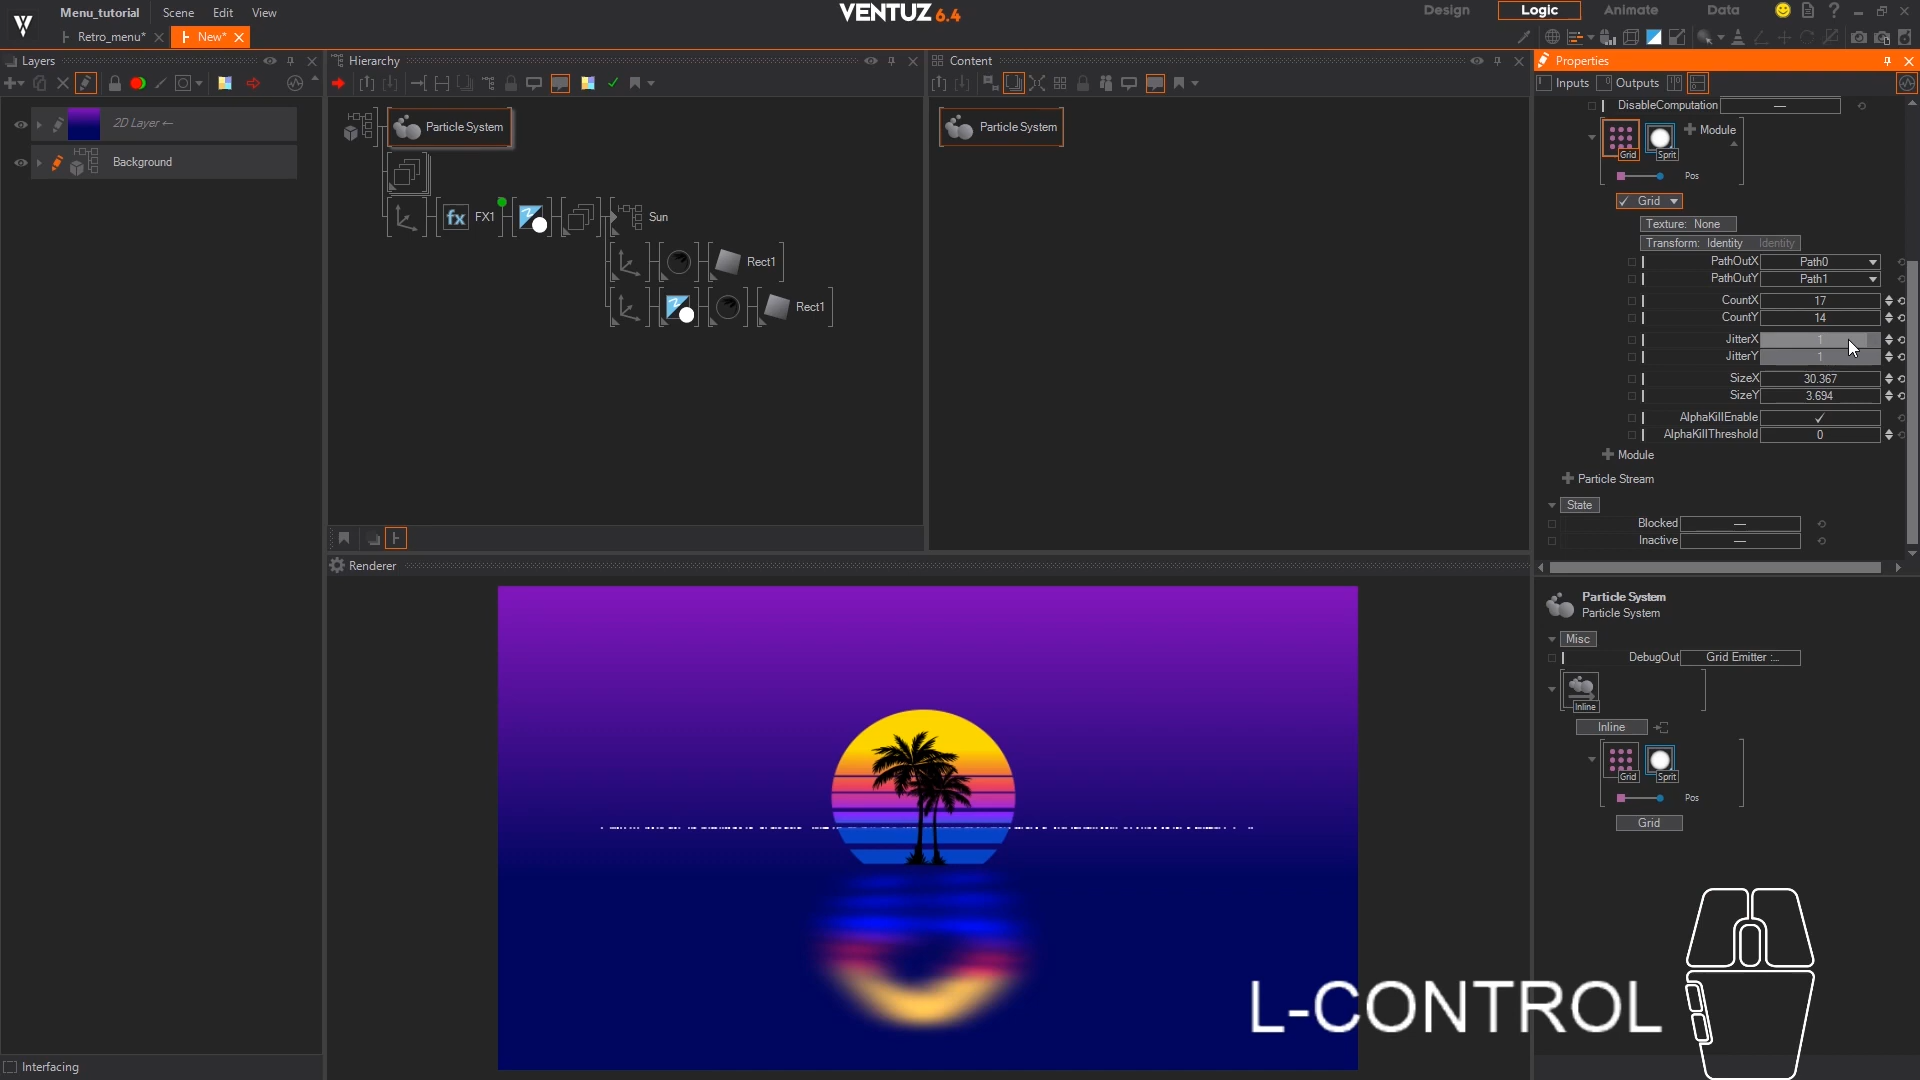 Menu_tutorial Scene Edit View
VENTUZ 6.4
Design Logic Animate Data
Retro_menu* New*
Layers
Hierarchy
Content
Properties
Inputs Outputs
2D Layer
Background
Particle System
FX1
Sun
Rect1
Rect1
Particle System
DisableComputation —
Grid Sprit Module
Pos
Grid
Texture: None
Transform: Identity Identity
PathOutX Path0
PathOutY Path1
CountX 17
CountY 14
JitterX 1
JitterY 1
SizeX 30.367
SizeY 3.694
AlphaKillEnable
AlphaKillThreshold 0
Module
Particle Stream
State
Blocked —
Inactive —
Renderer
Particle System
Particle System
Misc
DebugOut Grid Emitter :...
Inline
Inline
Grid Sprit
Pos
Grid
L-CONTROL
Interfacing